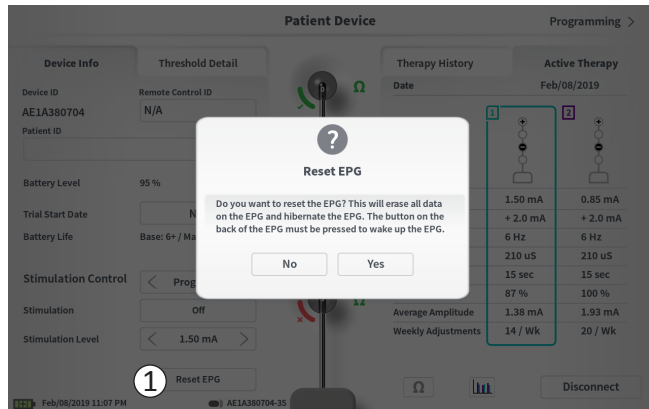 Patient Device
Programming >
Device Info
Threshold Detail
Therapy History
Active Therapy
Device ID
Remote Control ID
AE1A380704
N/A
Patient ID
Battery Level
95 %
Trial Start Date
N
Battery Life
Base: 6+ / Ma
Stimulation Control
< Prog
Stimulation
Off
Stimulation Level
< 1.50 mA >
1
Reset EPG
Feb/08/2019 11:07 PM
AE1A380704-35
Ω
Ω
?
Reset EPG
Do you want to reset the EPG? This will erase all data
on the EPG and hibernate the EPG. The button on the
back of the EPG must be pressed to wake up the EPG.
No
Yes
Date
Feb/08/2019
1
2
1.50 mA
0.85 mA
+ 2.0 mA
+ 2.0 mA
6 Hz
6 Hz
210 uS
210 uS
15 sec
15 sec
87 %
100 %
Average Amplitude
1.38 mA
1.93 mA
Weekly Adjustments
14 / Wk
20 / Wk
Ω
Disconnect